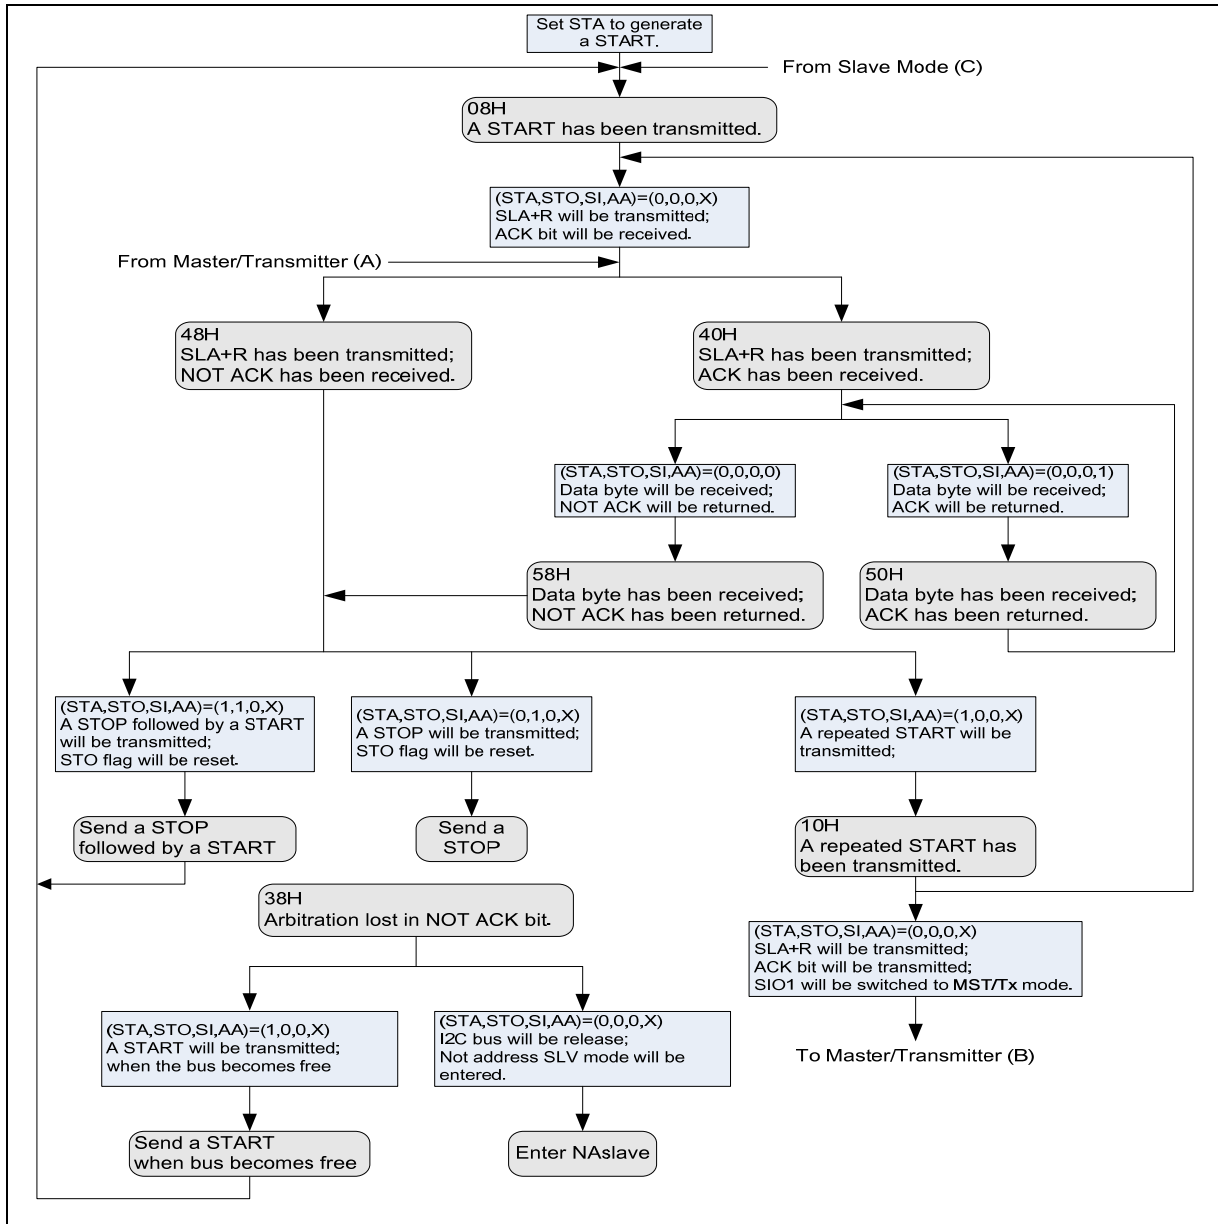 Set STA to generate
a START.
From Slave Mode (C)
08H
A START has been transmitted.
(STA,STO,SI,AA)=(0,0,0,X)
SLA+R will be transmitted;
ACK bit will be received.
From Master/Transmitter (A)
48H
SLA+R has been transmitted;
NOT ACK has been received.
40H
SLA+R has been transmitted;
ACK has been received.
(STA,STO,SI,AA)=(0,0,0,0)
Data byte will be received;
NOT ACK will be returned.
(STA,STO,SI,AA)=(0,0,0,1)
Data byte will be received;
ACK will be returned.
58H
Data byte has been received;
NOT ACK has been returned.
50H
Data byte has been received;
ACK has been returned.
(STA,STO,SI,AA)=(1,1,0,X)
A STOP followed by a START
will be transmitted;
STO flag will be reset.
(STA,STO,SI,AA)=(0,1,0,X)
A STOP will be transmitted;
STO flag will be reset.
(STA,STO,SI,AA)=(1,0,0,X)
A repeated START will be
transmitted;
Send a STOP
followed by a START
Send a
STOP
10H
A repeated START has
been transmitted.
38H
Arbitration lost in NOT ACK bit.
(STA,STO,SI,AA)=(0,0,0,X)
SLA+R will be transmitted;
ACK bit will be transmitted;
SIO1 will be switched to MST/Tx mode.
(STA,STO,SI,AA)=(1,0,0,X)
A START will be transmitted;
when the bus becomes free
(STA,STO,SI,AA)=(0,0,0,X)
I2C bus will be release;
Not address SLV mode will be
entered.
To Master/Transmitter (B)
Send a START
when bus becomes free
Enter NAslave